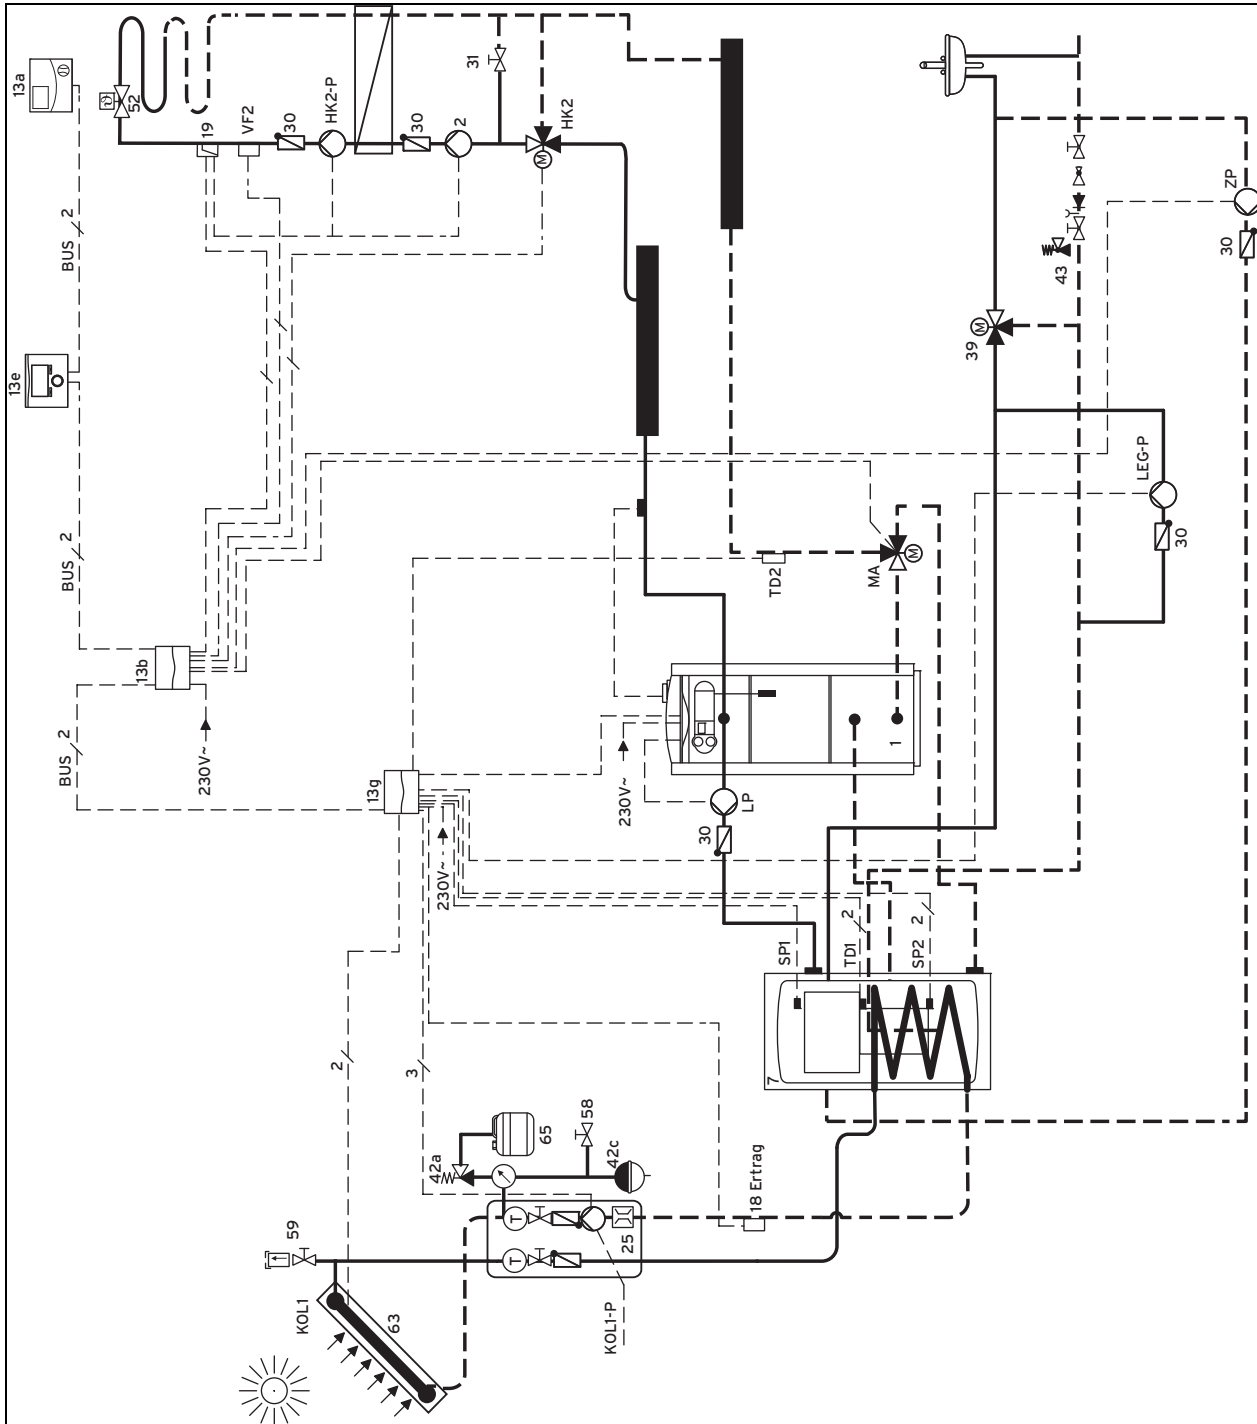 13a
52
19
VF2
30
HK2-P
30
2
31
HK2
BUS 2
13e
BUS 2
13b
BUS 2
230V~
13g
230V~
230V~
TD2
MA
M
M
1
LP
30
39
M
43
ZP
30
LEG-P
30
SP1
TD1
2
SP2
2
7
2
3
42a
65
58
42c
18 Ertrag
T
T
25
59
KOL1
63
KOL1-P